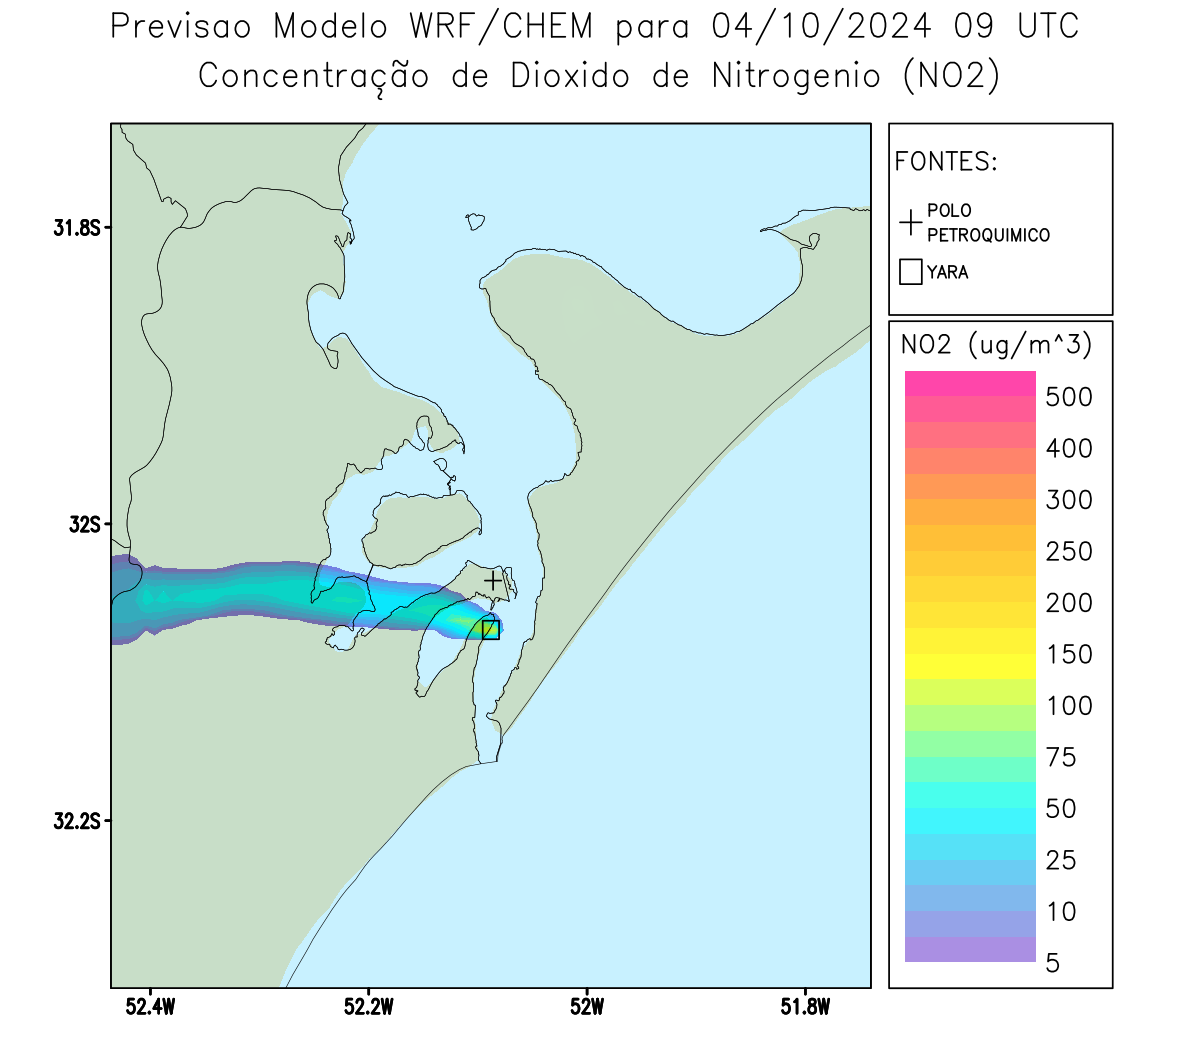 Previsao Modelo WRF/CHEM para 04/10/2024 09 UTC
Concentração de Dioxido de Nitrogenio (NO2)
FONTES:
POLO
PETROQUIMICO
YARA
NO2 (ug/m^3)
500
400
300
250
200
150
100
75
50
25
10
5
31.8S
32S
32.2S
52.4W
52.2W
52W
51.8W